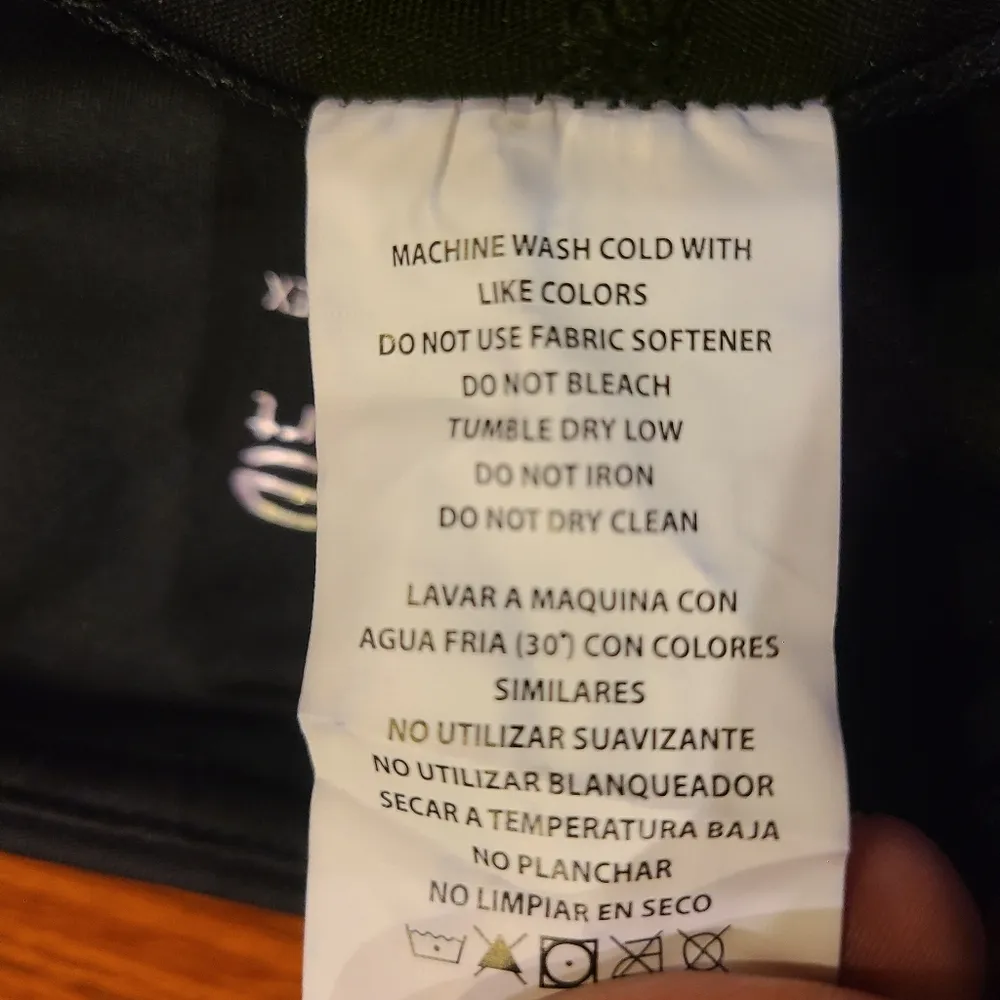 MACHINE WASH COLD WITH
LIKE COLORS
DO NOT USE FABRIC SOFTENER
DO NOT BLEACH
TUMBLE DRY LOW
DO NOT IRON
DO NOT DRY CLEAN
LAVAR A MAQUINA CON
AGUA FRIA (30°) CON COLORES
SIMILARES
NO UTILIZAR SUAVIZANTE
NO UTILIZAR BLANQUEADOR
SECAR A TEMPERATURA BAJA
NO PLANCHAR
NO LIMPIAR EN SECO